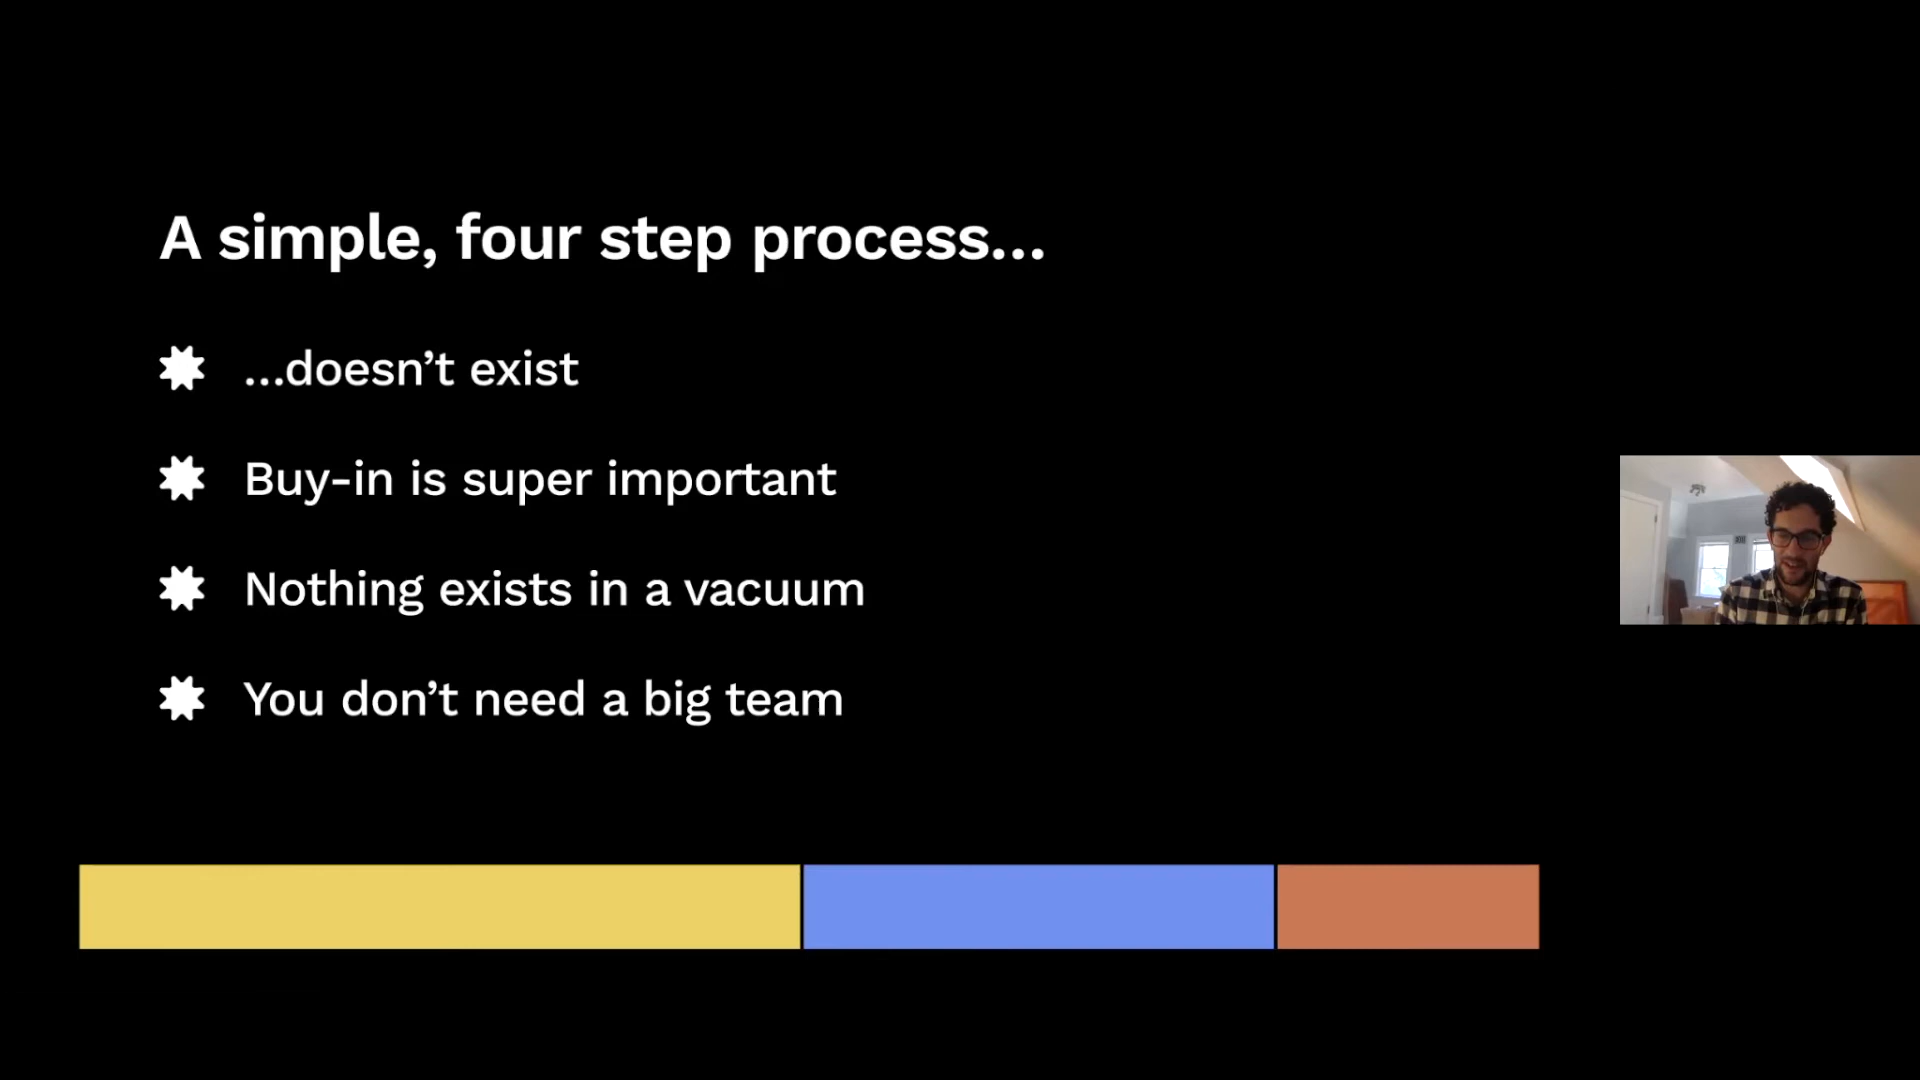 A simple, four step process...
...doesn’t exist
Buy-in is super important
Nothing exists in a vacuum
You don’t need a big team